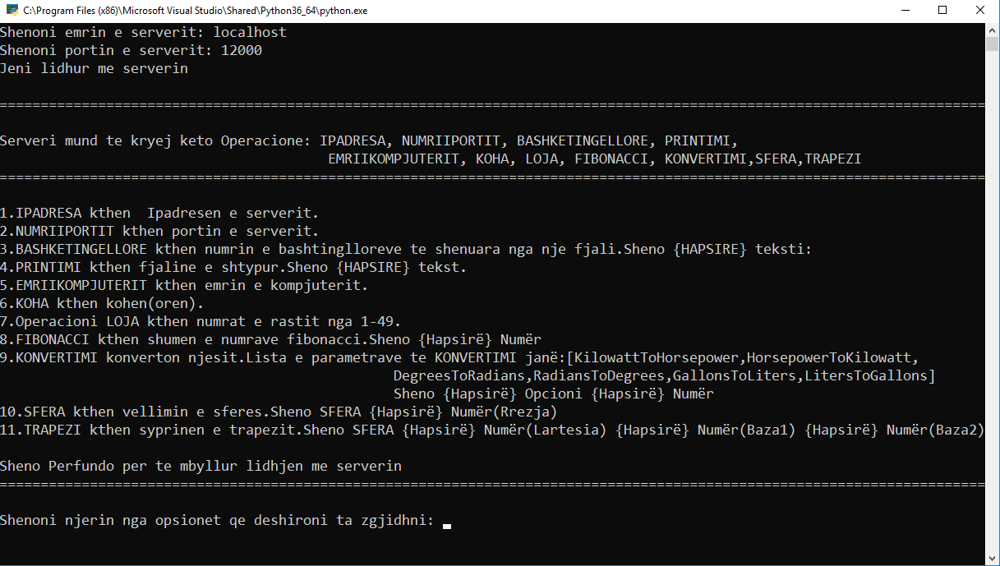 C:\Program Files (x86)\Microsoft Visual Studio\Shared\Python36_64\python.exe
Shenoni emrin e serverit: localhost
Shenoni portin e serverit: 12000
Jeni lidhur me serverin
========================================================================================================================
Serveri mund te kryej keto Operacione: IPADRESA, NUMRIIPORTIT, BASHKETINGELLORE, PRINTIMI,
EMRIIKOMPJUTERIT, KOHA, LOJA, FIBONACCI, KONVERTIMI,SFERA,TRAPEZI
========================================================================================================================
1.IPADRESA kthen  Ipadresen e serverit.
2.NUMRIIPORTIT kthen portin e serverit.
3.BASHKETINGELLORE kthen numrin e bashtinglloreve te shenuara nga nje fjali.Sheno {HAPSIRE} teksti:
4.PRINTIMI kthen fjaline e shtypur.Sheno {HAPSIRE} tekst.
5.EMRIIKOMPJUTERIT kthen emrin e kompjuterit.
6.KOHA kthen kohen(oren).
7.Operacioni LOJA kthen numrat e rastit nga 1-49.
8.FIBONACCI kthen shumen e numrave fibonacci.Sheno {Hapsirë} Numër
9.KONVERTIMI konverton njesit.Lista e parametrave te KONVERTIMI janë:[KilowattToHorsepower,HorsepowerToKilowatt,
DegreesToRadians,RadiansToDegrees,GallonsToLiters,LitersToGallons]
Sheno {Hapsirë} Opcioni {Hapsirë} Numër
10.SFERA kthen vellimin e sferes.Sheno SFERA {Hapsirë} Numër(Rrezja)
11.TRAPEZI kthen syprinen e trapezit.Sheno SFERA {Hapsirë} Numër(Lartesia) {Hapsirë} Numër(Baza1) {Hapsirë} Numër(Baza2)
Sheno Perfundo per te mbyllur lidhjen me serverin
========================================================================================================================
Shenoni njerin nga opsionet qe deshironi ta zgjidhni: